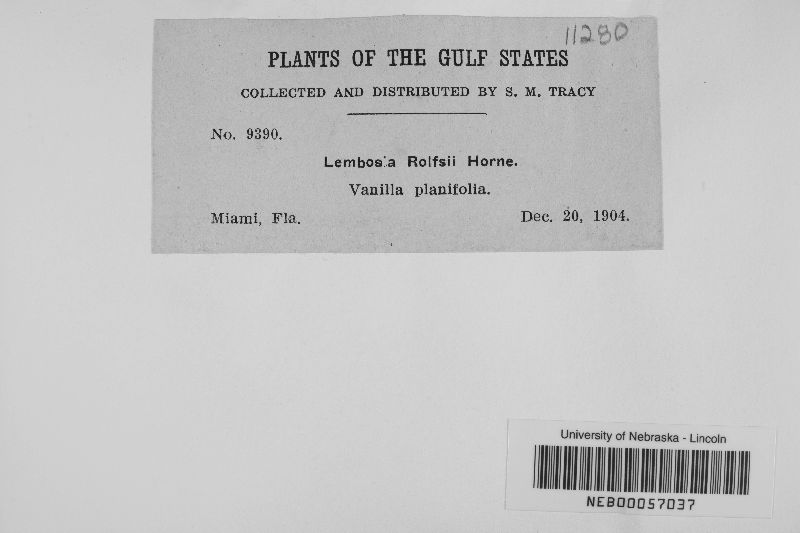 11280
PLANTS OF THE GULF STATES
COLLECTED AND DISTRIBUTED BY S. M. TRACY
No. 9390.
Lembosia Rolfsii Horne.
Vanilla planifolia.
Miami, Fla. Dec. 20, 1904.
University of Nebraska - Lincoln
NEB00057037